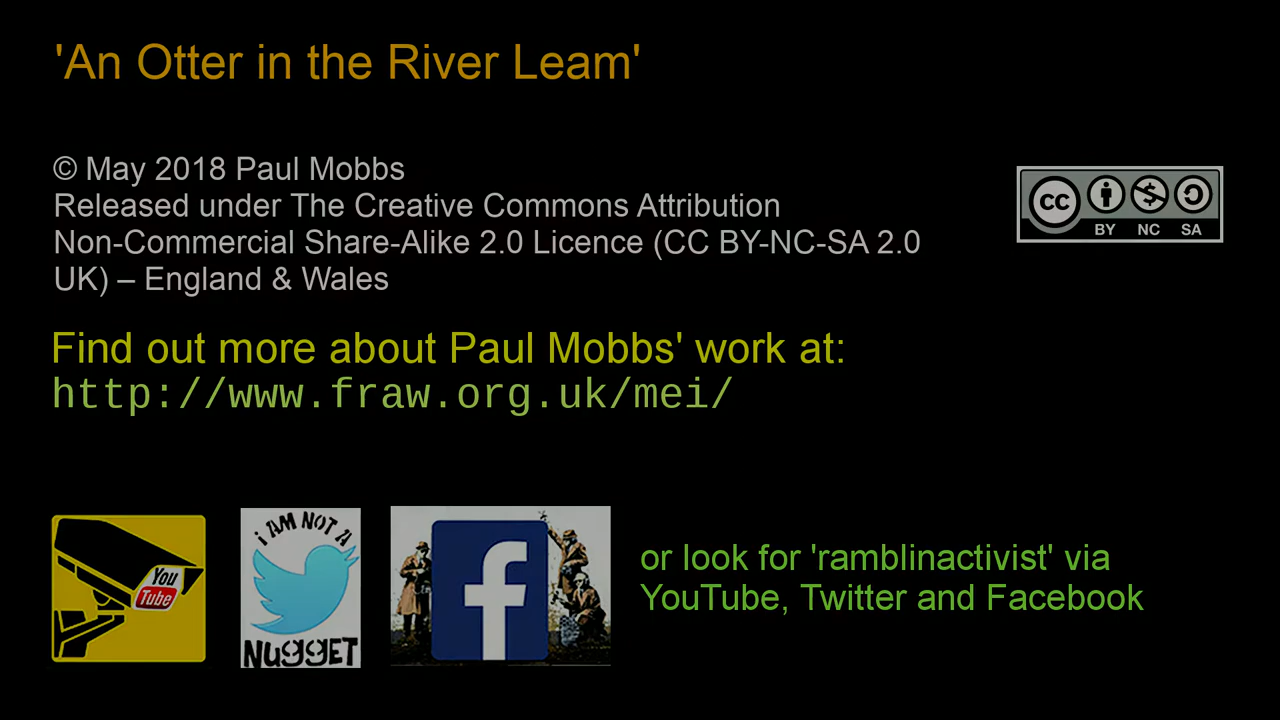 'An Otter in the River Leam'
© May 2018 Paul Mobbs
Released under The Creative Commons Attribution
Non-Commercial Share-Alike 2.0 Licence (CC BY-NC-SA 2.0
UK) – England & Wales
CC
BY NC SA
Find out more about Paul Mobbs' work at:
http://www.fraw.org.uk/mei/
You
Tube
i AM NOT A
NuggET
f
or look for 'ramblinactivist' via
YouTube, Twitter and Facebook